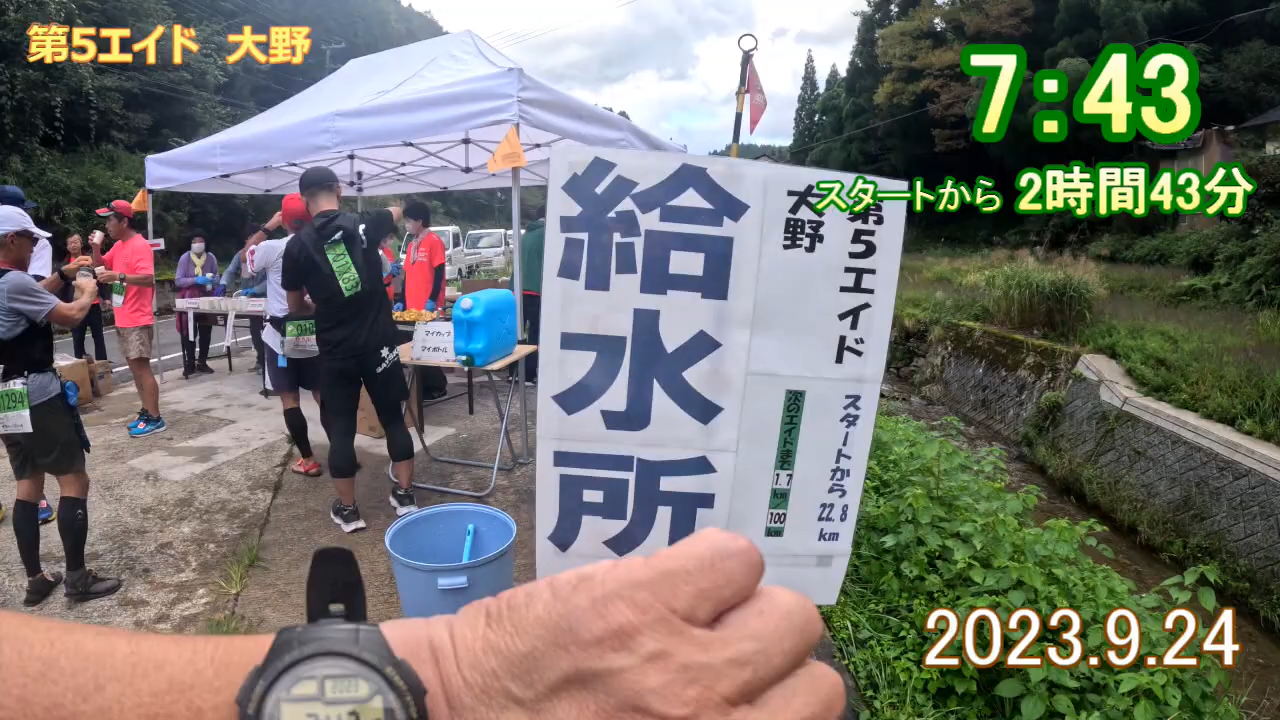 第5エイド 大野
7:43
スタートから 2時間43分
給水所
第5エイド
大野
スタートから
22.8
km
次のエイドまで
1.7
km
100
km
マイカップ
マイボトル
1294
2023.9.24